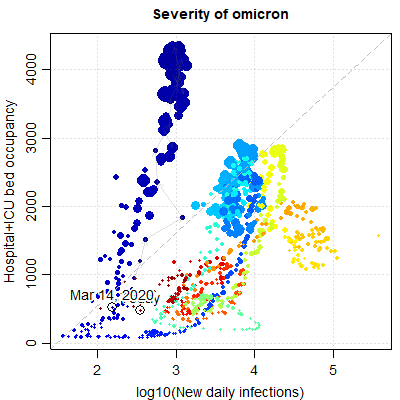 Severity of omicron
Hospital+ICU bed occupancy
4000
3000
2000
1000
0
Mar 14, 2020
2
3
4
5
log10(New daily infections)